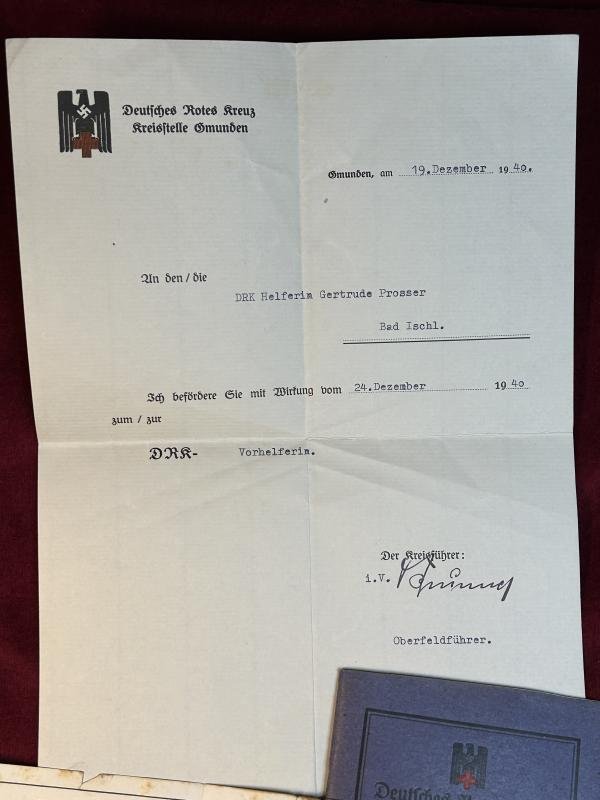 Deutsches Rotes Kreuz
Kreisstelle Gmunden
Gmunden, am 19.Dezember 1940.
An den / die
DRK Helferin Gertrude Prosser
Bad Ischl.
Ich befördere Sie mit Wirkung vom 24.Dezember 1940
zum / zur
DRK- Vorhelferin.
Der Kreisführer:
i.V.
Oberfeldführer.
Deutsches